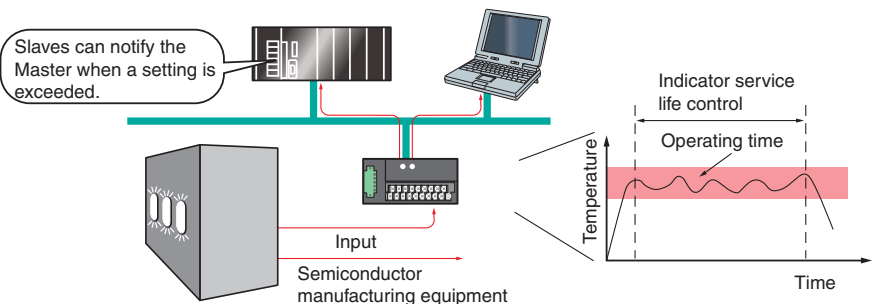 Slaves can notify the
Master when a setting is
exceeded.
Indicator service
life control
Operating time
Temperature
Time
Input
Semiconductor
manufacturing equipment